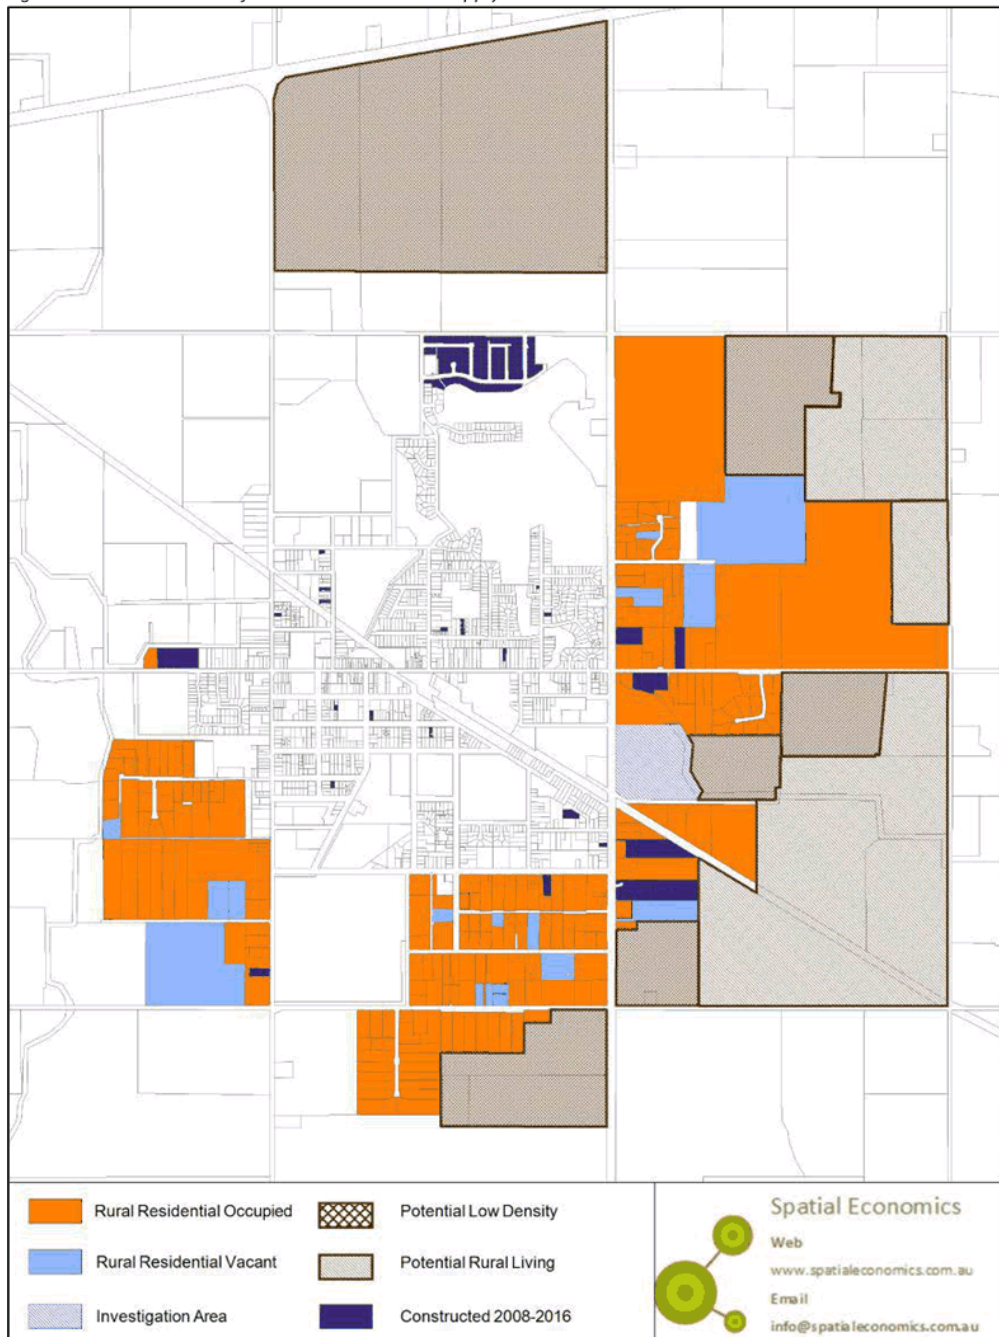 Rural Residential Occupied
Rural Residential Vacant
Investigation Area
Potential Low Density
Potential Rural Living
Constructed 2008-2016
Spatial Economics
Web
www.spatialeconomics.com.au
Email
info@spatialeconomics.com.au